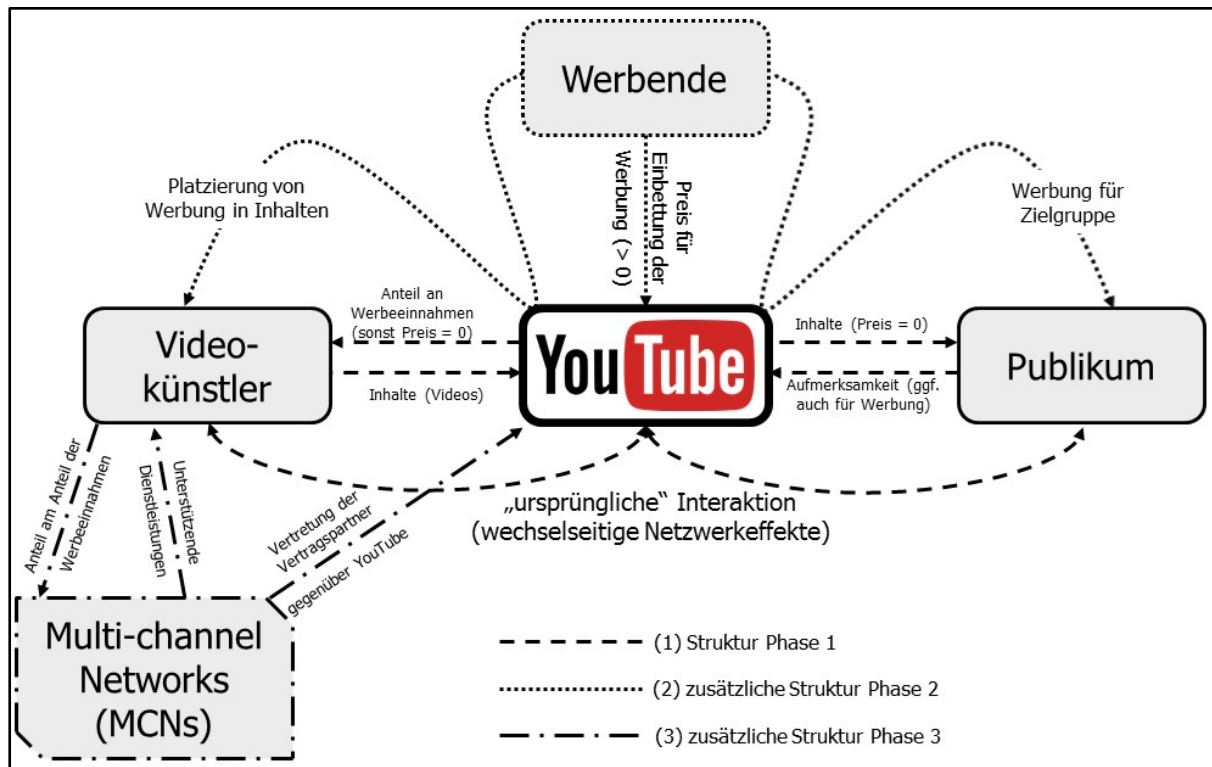 Werbende
Preis für
Einbettung der
Werbung (> 0)
Platzierung von
Werbung in Inhalten
Werbung für
Zielgruppe
Anteil an
Werbeeinnahmen
(sonst Preis = 0)
Inhalte (Videos)
Video-
künstler
YouTube
Inhalte (Preis = 0)
Aufmerksamkeit (ggf.
auch für Werbung)
Publikum
„ursprüngliche“ Interaktion
(wechselseitige Netzwerkeffekte)
Anteil am Anteil der
Werbeeinnahmen
Unterstützende
Dienstleistungen
Vertretung der
Vertragspartner
gegenüber YouTube
Multi-channel
Networks
(MCNs)
(1) Struktur Phase 1
(2) zusätzliche Struktur Phase 2
(3) zusätzliche Struktur Phase 3